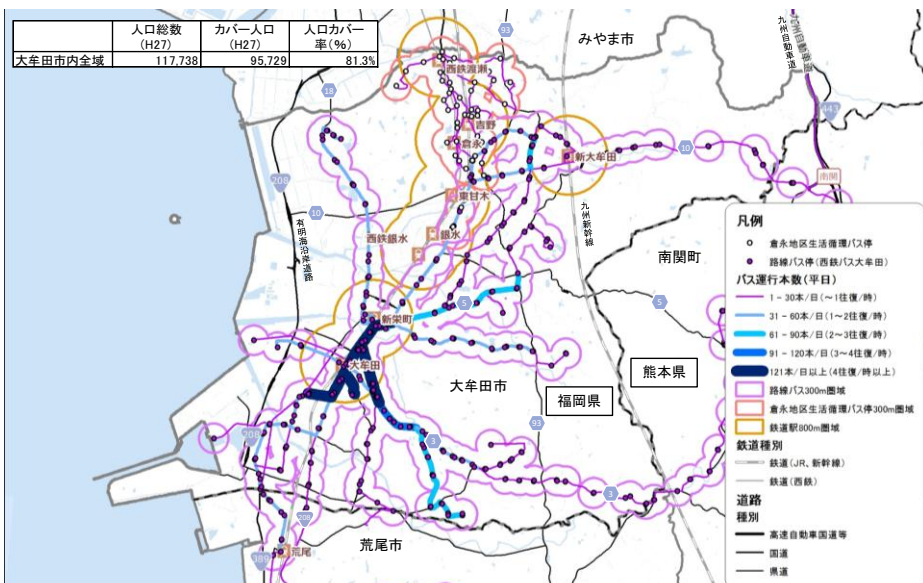 人口総数
(H27)
カバー人口
(H27)
人口カバー
率(%)
大牟田市内全域 117,738 95,729 81.3%
93
みやま市
九州自動車道
九州自動車道
西鉄渡瀬
18
吉野
443
倉永
新大牟田
10
208
南関
東甘木
10
有明海沿岸道路
西鉄銀水
銀水
九州新幹線
南関町
5
5
新栄町
大牟田
大牟田市
福岡県
熊本県
93
3
208
3
208
荒尾
389
荒尾市
凡例
倉永地区生活循環バス停
路線バス停(西鉄バス大牟田)
バス運行本数(平日)
1 - 30本/日(~1往復/時)
31 - 60本/日(1~2往復/時)
61 - 90本/日(2~3往復/時)
91 - 120本/日(3~4往復/時)
121本/日以上(4往復/時以上)
路線バス300m圏域
倉永地区生活循環バス停300m圏域
鉄道駅800m圏域
鉄道種別
鉄道(JR、新幹線)
鉄道(西鉄)
道路
種別
高速自動車国道等
国道
県道